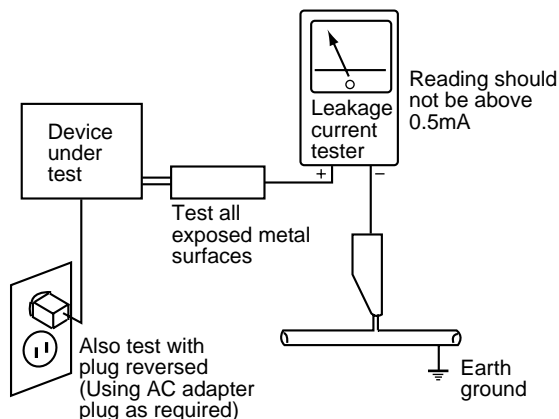 Device
under
test
Leakage
current
tester
+ −
Reading should
not be above
0.5mA
Test all
exposed metal
surfaces
Also test with
plug reversed
(Using AC adapter
plug as required)
Earth
ground